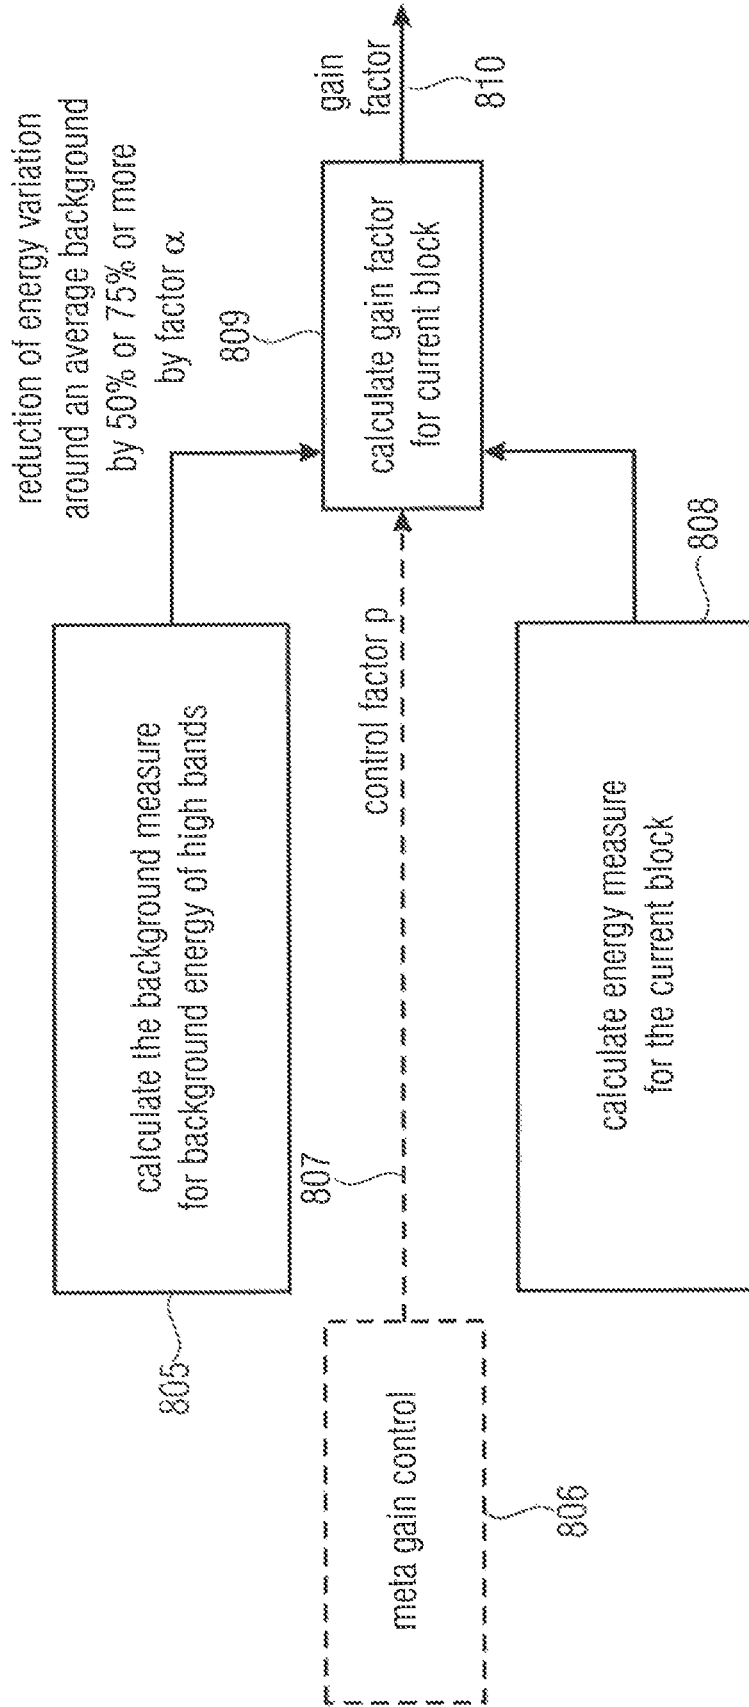 reduction of energy variation
around an average background
by 50% or 75% or more
by factor α
805
calculate the background measure
for background energy of high bands
809
gain
factor
810
calculate gain factor
for current block
806
meta gain control
807
control factor p
808
calculate energy measure
for the current block